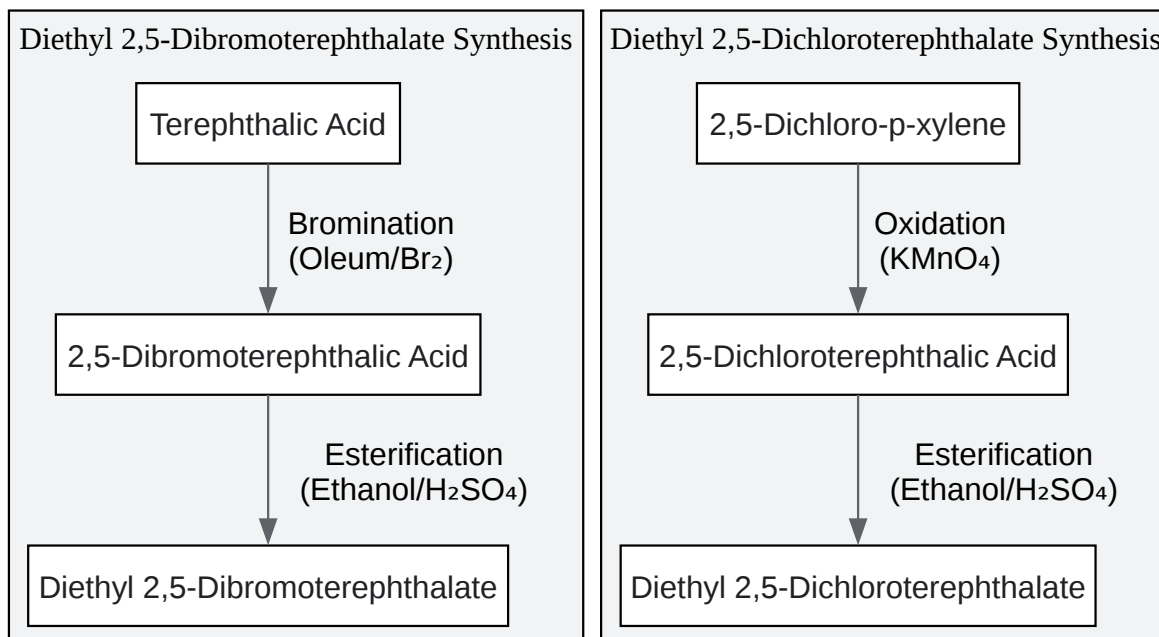 Diethyl 2,5-Dibromoterephthalate Synthesis
Terephthalic Acid
Bromination
(Oleum/Br₂)
2,5-Dibromoterephthalic Acid
Esterification
(Ethanol/H₂SO₄)
Diethyl 2,5-Dibromoterephthalate
Diethyl 2,5-Dichloroterephthalate Synthesis
2,5-Dichloro-p-xylene
Oxidation
(KMnO₄)
2,5-Dichloroterephthalic Acid
Esterification
(Ethanol/H₂SO₄)
Diethyl 2,5-Dichloroterephthalate